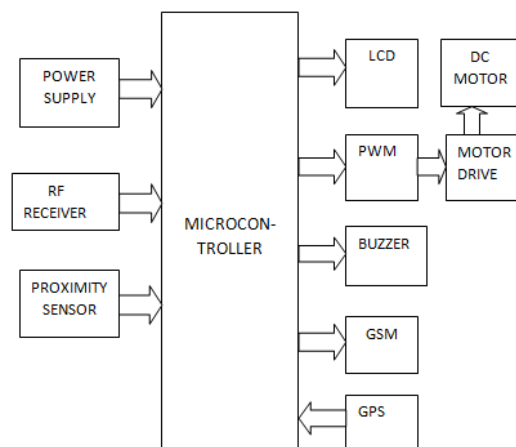 POWER
SUPPLY
RF
RECEIVER
PROXIMITY
SENSOR
MICROCON-
TROLLER
LCD
DC
MOTOR
PWM
MOTOR
DRIVE
BUZZER
GSM
GPS